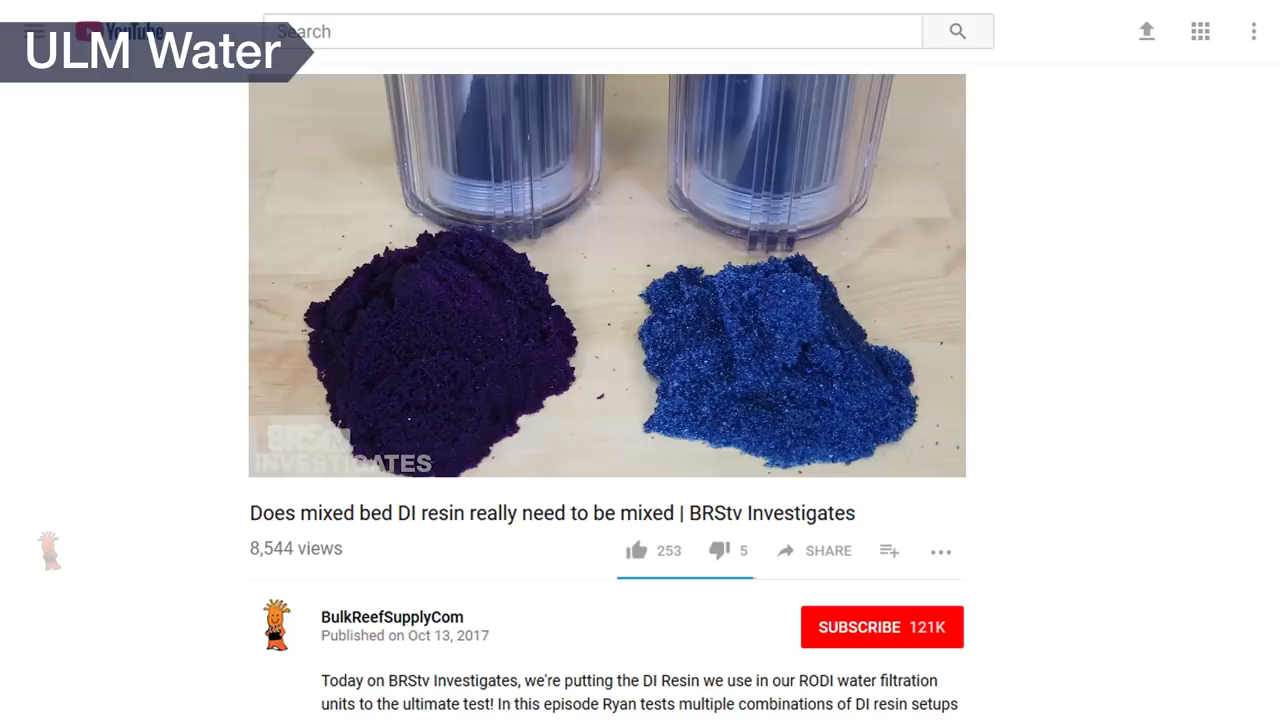 YouTube
Search
ULM Water
BRStv
INVESTIGATES
Does mixed bed DI resin really need to be mixed | BRStv Investigates
8,544 views
253
5
SHARE
BulkReefSupplyCom
Published on Oct 13, 2017
SUBSCRIBE 121K
Today on BRStv Investigates, we're putting the DI Resin we use in our RODI water filtration
units to the ultimate test! In this episode Ryan tests multiple combinations of DI resin setups